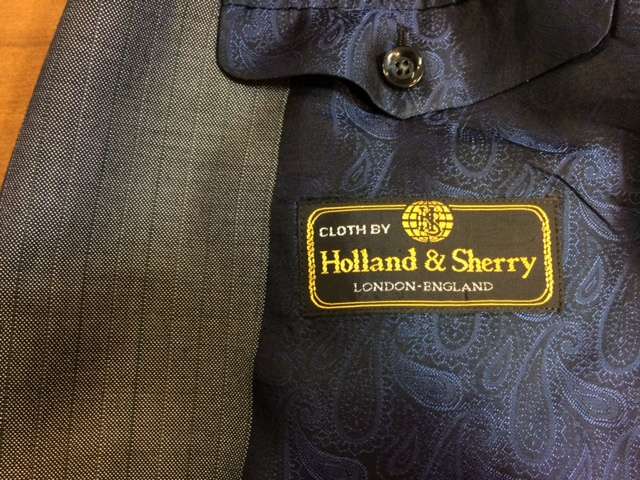 CLOTH BY
Holland & Sherry
LONDON-ENGLAND